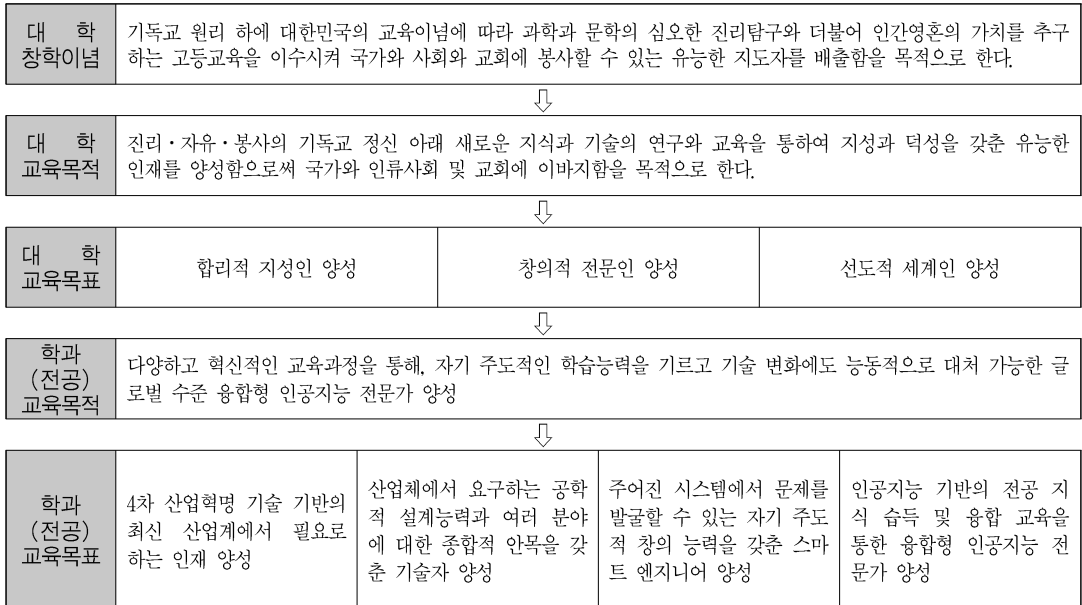 대 학
창학이념
기독교 원리 하에 대한민국의 교육이념에 따라 과학과 문학의 심오한 진리탐구와 더불어 인간영혼의 가치를 추구
하는 고등교육을 이수시켜 국가와 사회와 교회에 봉사할 수 있는 유능한 지도자를 배출함을 목적으로 한다.
⇩
대 학
교육목적
진리·자유·봉사의 기독교 정신 아래 새로운 지식과 기술의 연구와 교육을 통하여 지성과 덕성을 갖춘 유능한
인재를 양성함으로써 국가와 인류사회 및 교회에 이바지함을 목적으로 한다.
⇩
대 학
교육목표
합리적 지성인 양성
창의적 전문인 양성
선도적 세계인 양성
⇩
학과
(전공)
교육목적
다양하고 혁신적인 교육과정을 통해, 자기 주도적인 학습능력을 기르고 기술 변화에도 능동적으로 대처 가능한 글
로벌 수준 융합형 인공지능 전문가 양성
⇩
학과
(전공)
교육목표
4차 산업혁명 기술 기반의
최신 산업계에서 필요로
하는 인재 양성
산업체에서 요구하는 공학
적 설계능력과 여러 분야
에 대한 종합적 안목을 갖
춘 기술자 양성
주어진 시스템에서 문제를
발굴할 수 있는 자기 주도
적 창의 능력을 갖춘 스마
트 엔지니어 양성
인공지능 기반의 전공 지
식 습득 및 융합 교육을
통한 융합형 인공지능 전
문가 양성